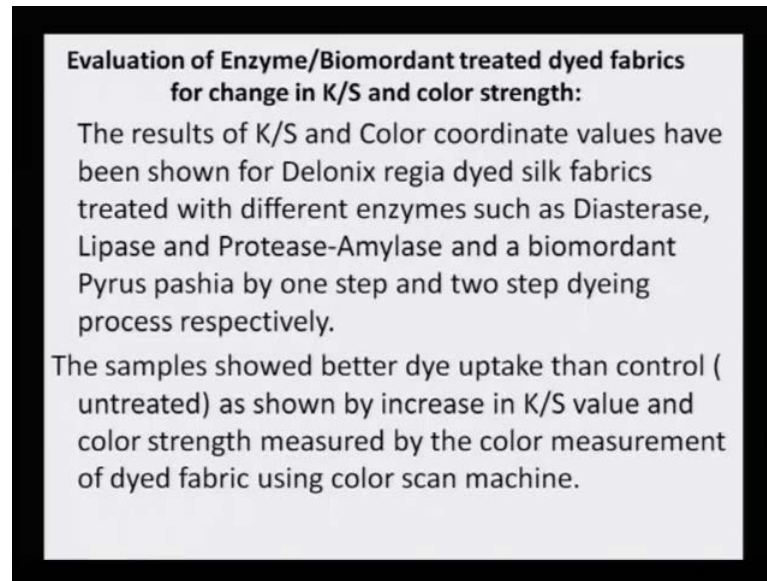 Evaluation of Enzyme/Biomordant treated dyed fabrics
for change in K/S and color strength:
The results of K/S and Color coordinate values have
been shown for Delonix regia dyed silk fabrics
treated with different enzymes such as Diasterase,
Lipase and Protease-Amylase and a biomordant
Pyrus pashia by one step and two step dyeing
process respectively.
The samples showed better dye uptake than control (
untreated) as shown by increase in K/S value and
color strength measured by the color measurement
of dyed fabric using color scan machine.